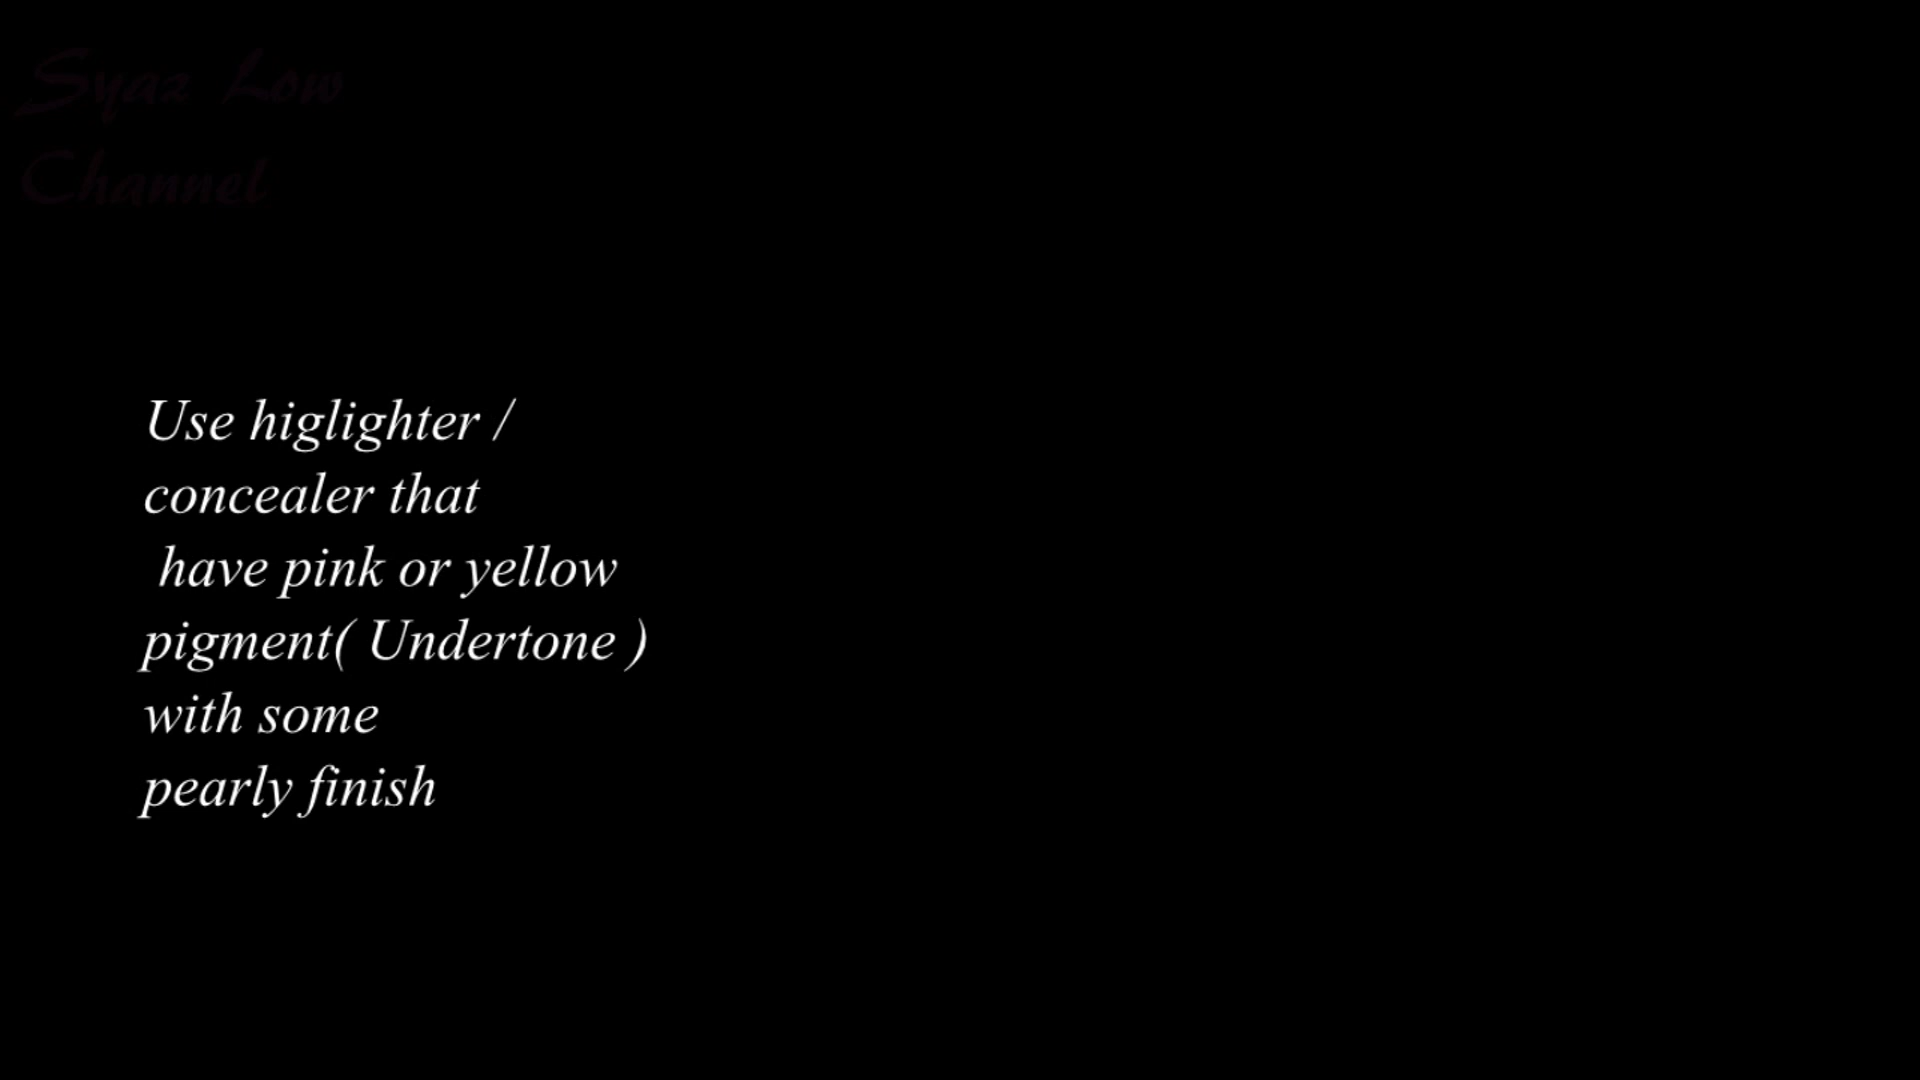 Syaz Low
Channel
Use higlighter /
concealer that
have pink or yellow
pigment( Undertone )
with some
pearly finish